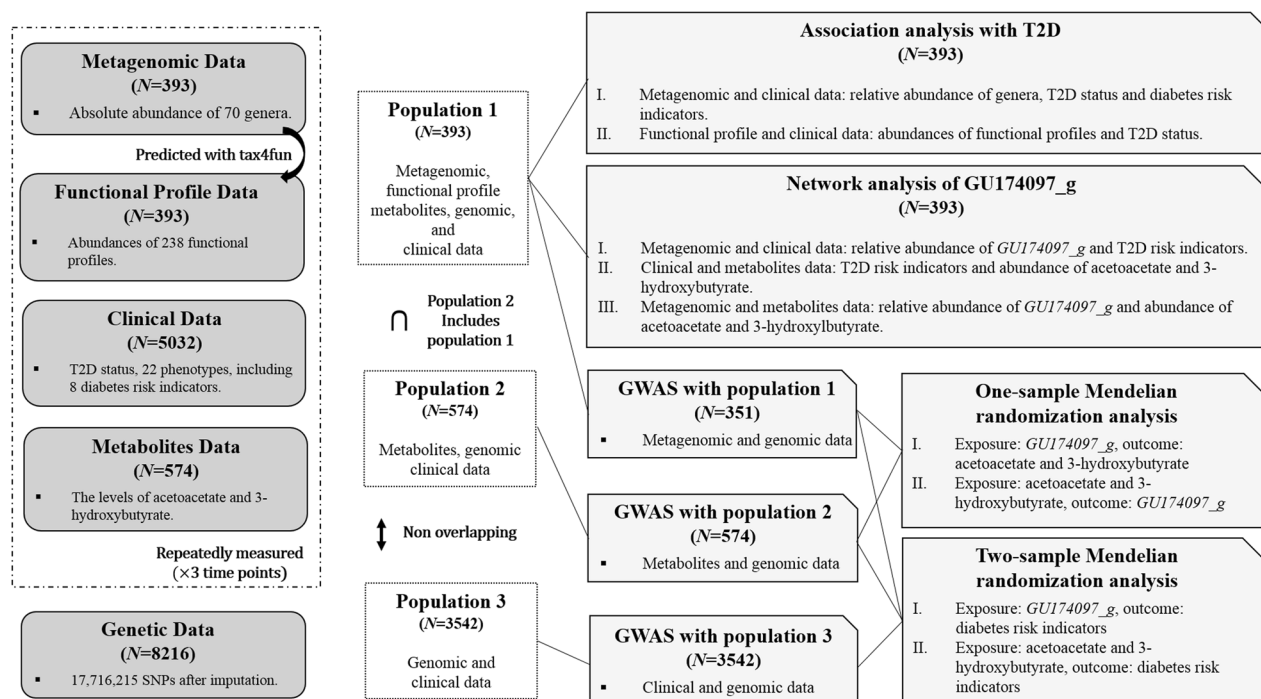 Metagenomic Data
(N=393)
▪ Absolute abundance of 70 genera.
Predicted with tax4fun
Functional Profile Data
(N=393)
▪ Abundances of 238 functional
profiles.
Clinical Data
(N=5032)
▪ T2D status, 22 phenotypes, including
8 diabetes risk indicators.
Metabolites Data
(N=574)
▪ The levels of acetoacetate and 3-
hydroxybutyrate.
Repeatedly measured
(×3 time points)
Genetic Data
(N=8216)
▪ 17,716,215 SNPs after imputation.
Population 1
(N=393)
Metagenomic,
functional profile
metabolites, genomic,
and
clinical data
∩
Population 2
Includes
population 1
Population 2
(N=574)
Metabolites, genomic
clinical data
Non overlapping
Population 3
(N=3542)
Genomic and
clinical data
Association analysis with T2D
(N=393)
I. Metagenomic and clinical data: relative abundance of genera, T2D status and diabetes risk
indicators.
II. Functional profile and clinical data: abundances of functional profiles and T2D status.
Network analysis of GU174097_g
(N=393)
I. Metagenomic and clinical data: relative abundance of GU174097_g and T2D risk indicators.
II. Clinical and metabolites data: T2D risk indicators and abundance of acetoacetate and 3-
hydroxybutyrate.
III. Metagenomic and metabolites data: relative abundance of GU174097_g and abundance of
acetoacetate and 3-hydroxylbutyrate.
GWAS with population 1
(N=351)
▪ Metagenomic and genomic data
GWAS with population 2
(N=574)
▪ Metabolites and genomic data
GWAS with population 3
(N=3542)
▪ Clinical and genomic data
One-sample Mendelian
randomization analysis
I. Exposure: GU174097_g, outcome:
acetoacetate and 3-hydroxybutyrate
II. Exposure: acetoacetate and 3-
hydroxybutyrate, outcome: GU174097_g
Two-sample Mendelian
randomization analysis
I. Exposure: GU174097_g, outcome:
diabetes risk indicators
II. Exposure: acetoacetate and 3-
hydroxybutyrate, outcome: diabetes risk
indicators